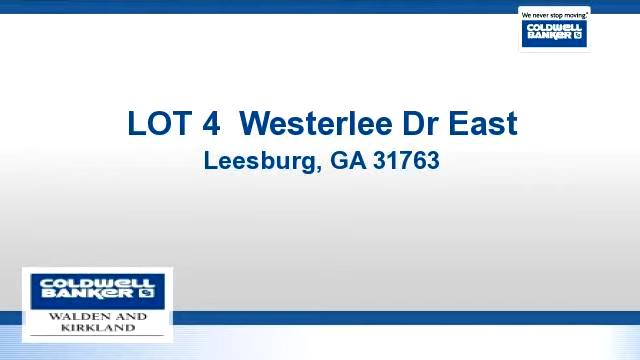 We never stop moving.®
COLDWELL
BANKER
LOT 4 Westerlee Dr East
Leesburg, GA 31763
COLDWELL
BANKER
WALDEN AND
KIRKLAND